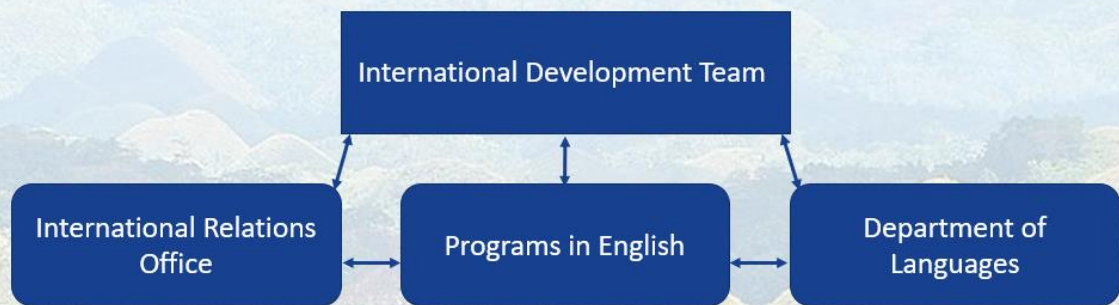 International Development Team
International Relations
Office
Programs in English
Department of
Languages